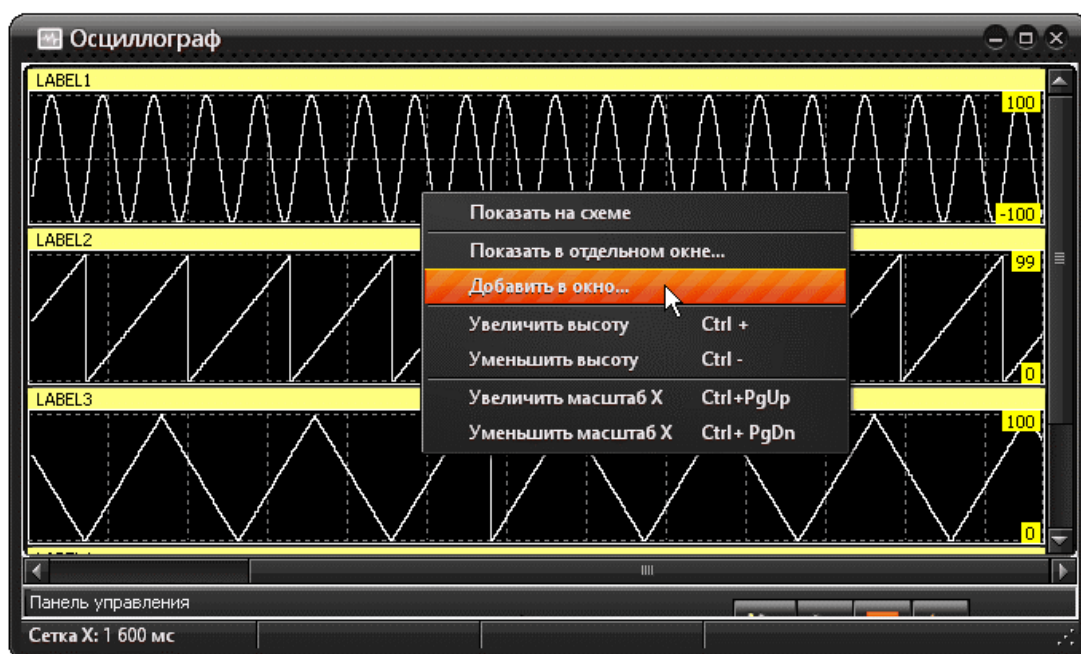 Осциллограф
LABEL1
100
-100
LABEL2
99
0
LABEL3
100
0
Показать на схеме
Показать в отдельном окне...
Добавить в окно...
Увеличить высоту Ctrl +
Уменьшить высоту Ctrl -
Увеличить масштаб X Ctrl+PgUp
Уменьшить масштаб X Ctrl+ PgDn
Панель управления
Сетка X: 1 600 мс